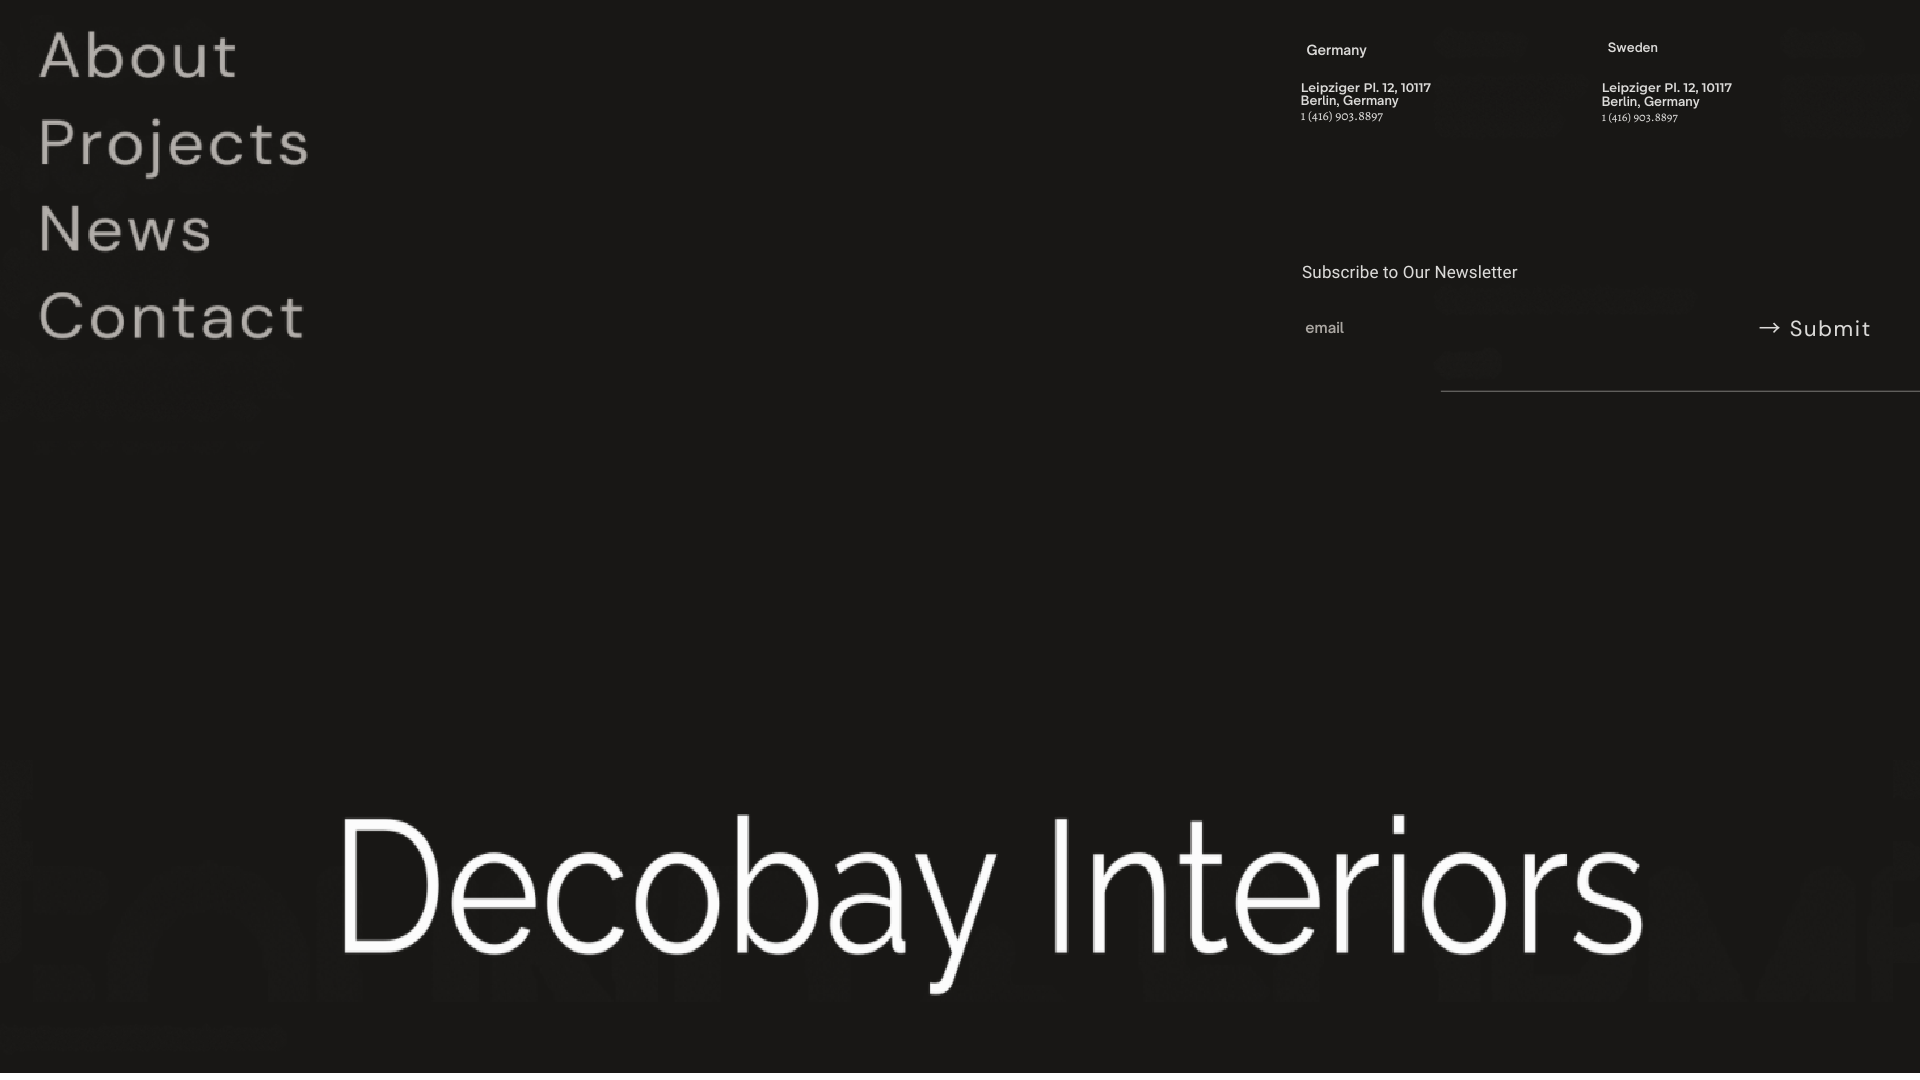 About
Projects
News
Contact
Germany
Leipziger Pl. 12, 10117
Berlin, Germany
1 (416) 903.8897
Sweden
Leipziger Pl. 12, 10117
Berlin, Germany
1 (416) 903.8897
Subscribe to Our Newsletter
email
→ Submit
Decobay Interiors